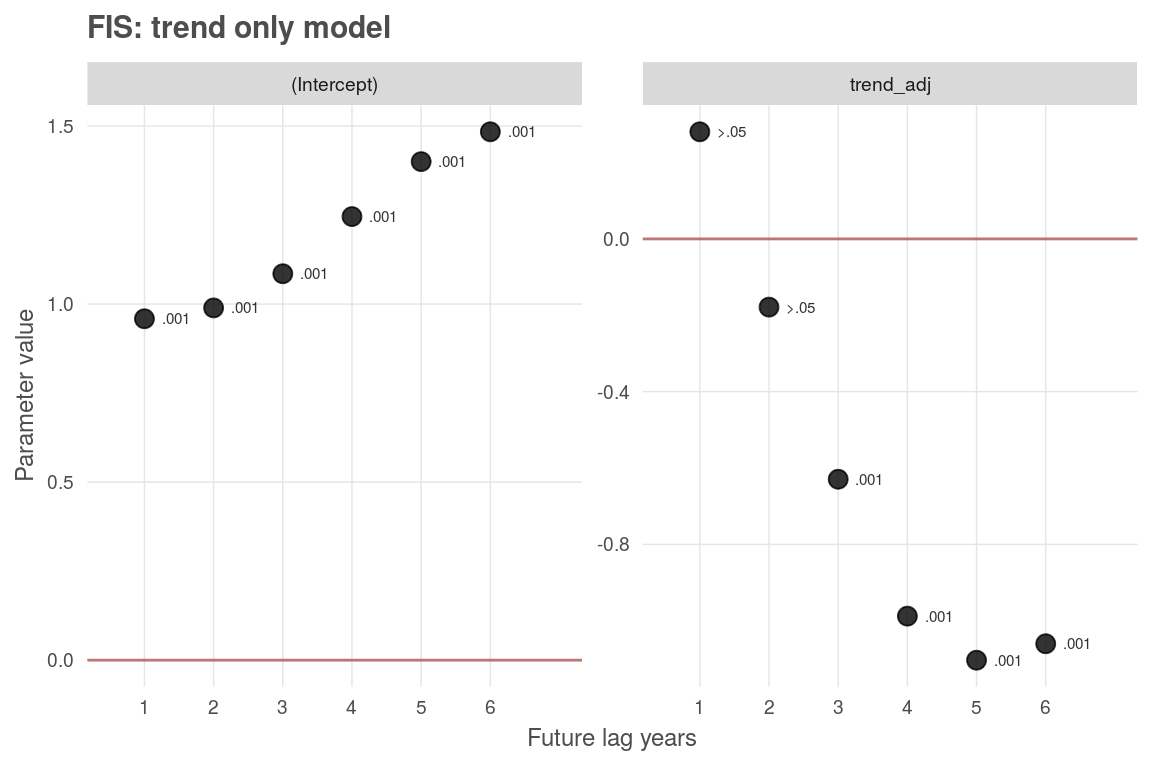 FIS: trend only model
(Intercept)
trend_adj
1.5
1.0
0.5
0.0
Parameter value
.001
.001
.001
.001
.001
.001
0.0
-0.4
-0.8
>.05
>.05
.001
.001
.001
.001
1 2 3 4 5 6
1 2 3 4 5 6
Future lag years